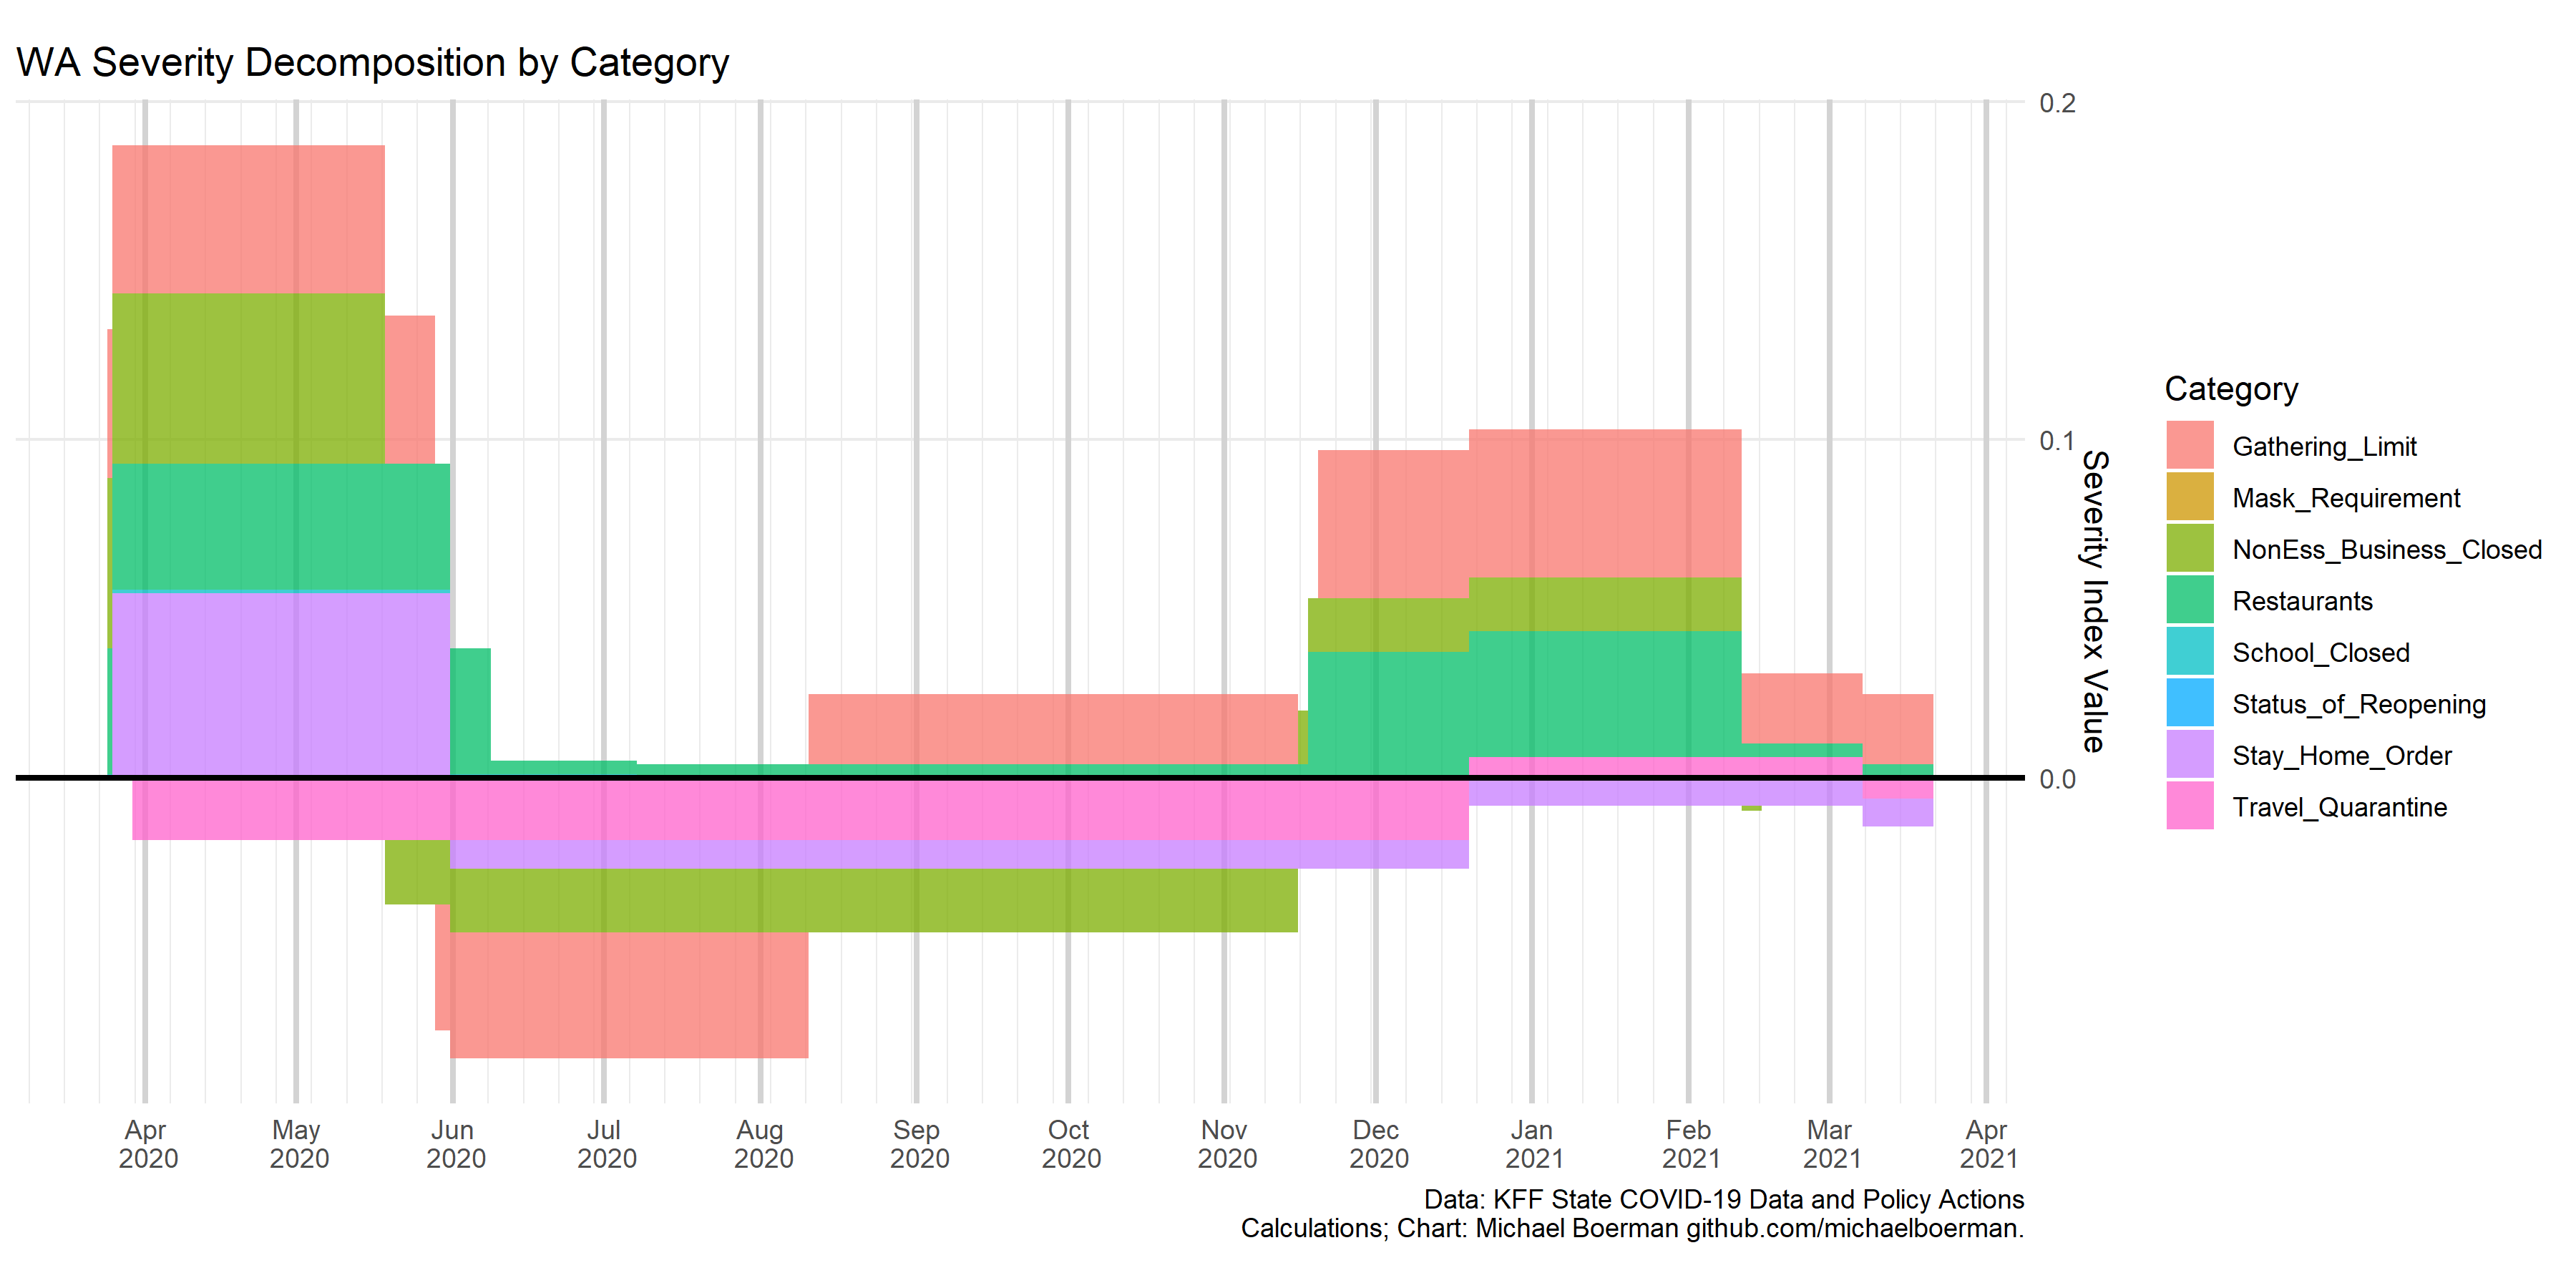 WA Severity Decomposition by Category
0.2
0.1
0.0
Severity Index Value
Category
Gathering_Limit
Mask_Requirement
NonEss_Business_Closed
Restaurants
School_Closed
Status_of_Reopening
Stay_Home_Order
Travel_Quarantine
Apr 2020
May 2020
Jun 2020
Jul 2020
Aug 2020
Sep 2020
Oct 2020
Nov 2020
Dec 2020
Jan 2021
Feb 2021
Mar 2021
Apr 2021
Data: KFF State COVID-19 Data and Policy Actions
Calculations; Chart: Michael Boerman github.com/michaelboerman.